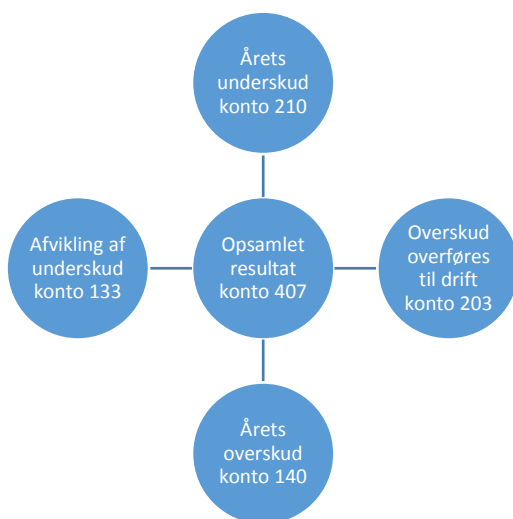 Årets
underskud
konto 210
Afvikling af
underskud
konto 133
Opsamlet
resultat
konto 407
Overskud
overføres
til drift
konto 203
Årets
overskud
konto 140